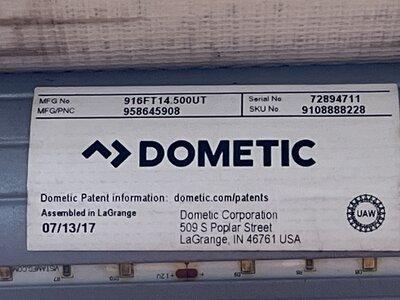 MFG No. 916FT14.500UT Serial No. 72894711
MFG/PNC 958645908 SKU No. 9108888228
DOMETIC
Dometic Patent information: dometic.com/patents
Assembled in LaGrange
07/13/17
Dometic Corporation
509 S Poplar Street
LaGrange, IN 46761 USA
UAW
+12V